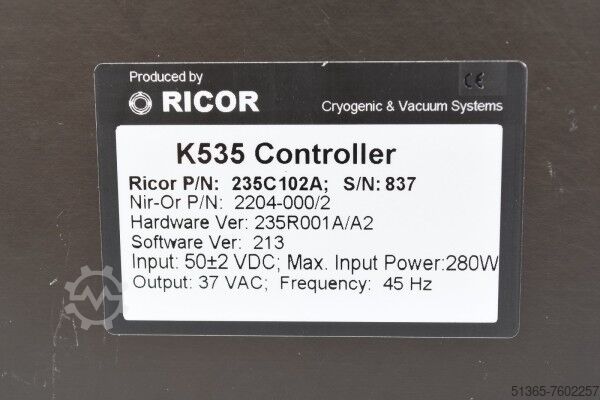 Produced by
RICOR
CE
Cryogenic & Vacuum Systems
K535 Controller
Ricor P/N: 235C102A; S/N: 837
Nir-Or P/N: 2204-000/2
Hardware Ver: 235R001A/A2
Software Ver: 213
Input: 50±2 VDC; Max. Input Power:280W
Output: 37 VAC; Frequency: 45 Hz
51365-7602257